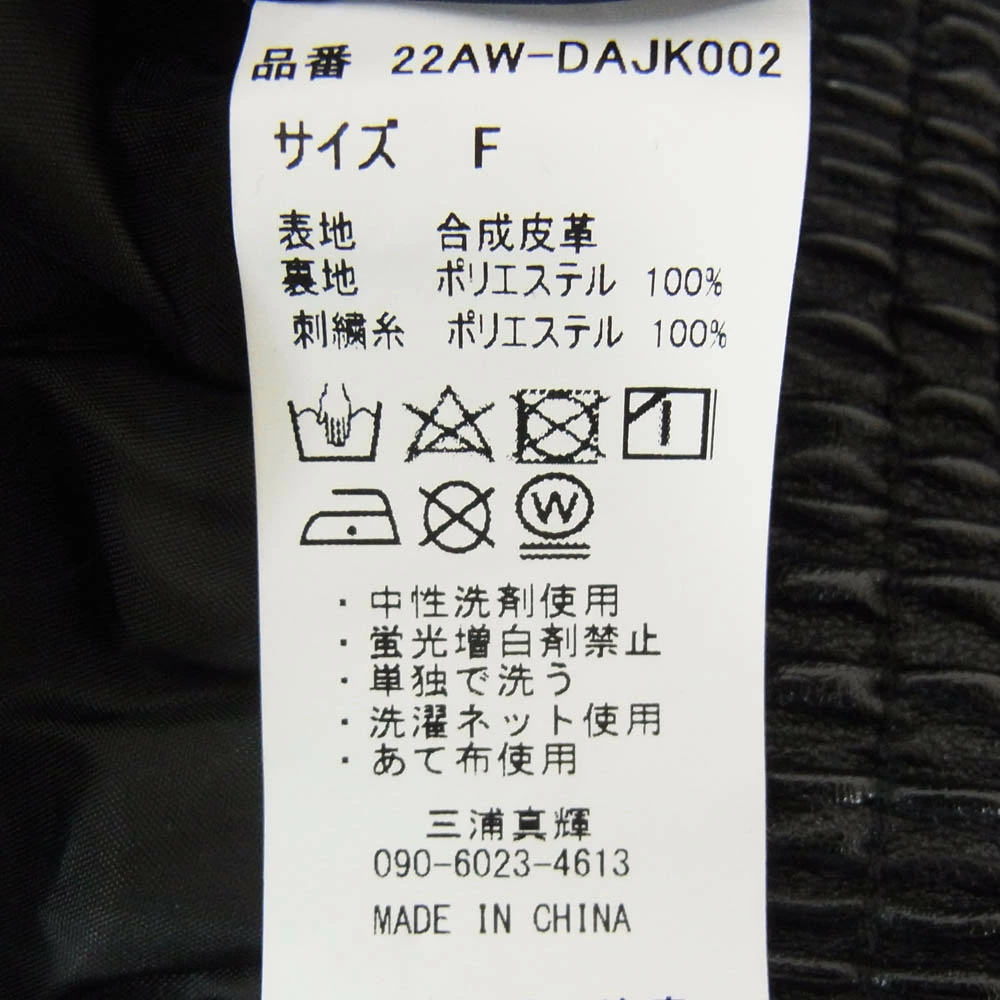 品番 22AW-DAJK002
サイズ F
表地 合成皮革
裏地 ポリエステル 100%
刺繍糸 ポリエステル 100%
W
・中性洗剤使用
・蛍光増白剤禁止
・単独で洗う
・洗濯ネット使用
・あて布使用
三浦真輝
090-6023-4613
MADE IN CHINA